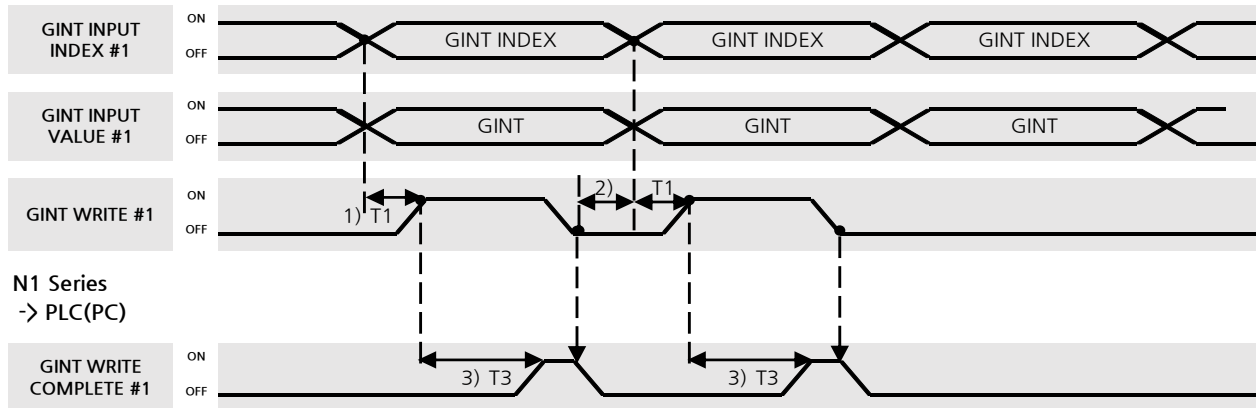 GINT INPUT
INDEX #1
ON
OFF
GINT INDEX
GINT INDEX
GINT INDEX
GINT INPUT
VALUE #1
ON
OFF
GINT
GINT
GINT
GINT WRITE #1
ON
OFF
1) T1
2)
T1
N1 Series
-> PLC(PC)
GINT WRITE
COMPLETE #1
ON
OFF
3) T3
3) T3